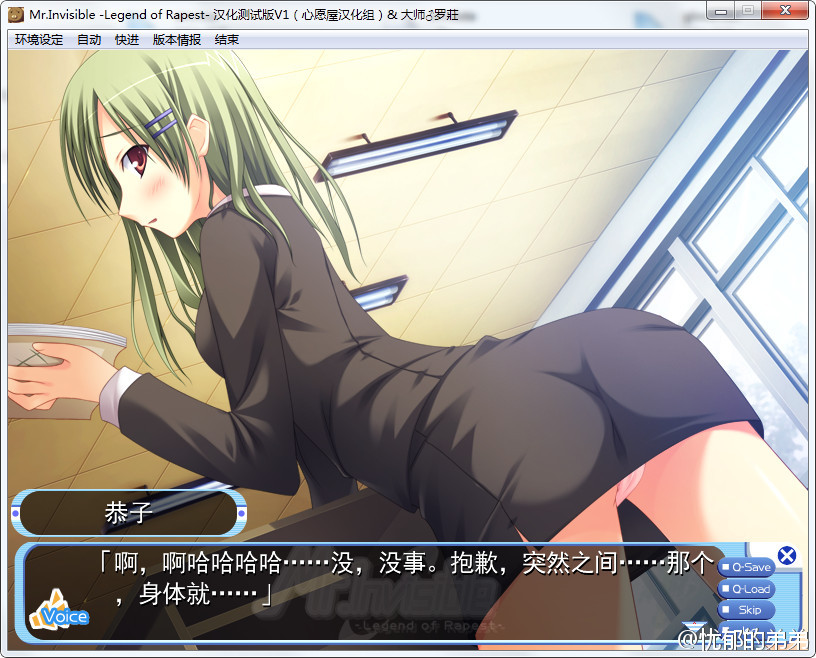 Mr.Invisible -Legend of Rapest- 汉化测试版V1（心愿屋汉化组）& 大师♂罗莊
环境设定 自动 快进 版本情报 结束
恭子
「啊，啊哈哈哈哈……没，没事。抱歉，突然之间……那个
，身体就……」
Voice
Q-Save
Q-Load
Skip
Mr.Invisible
-Legend of Rapest-
@忧郁的弟弟